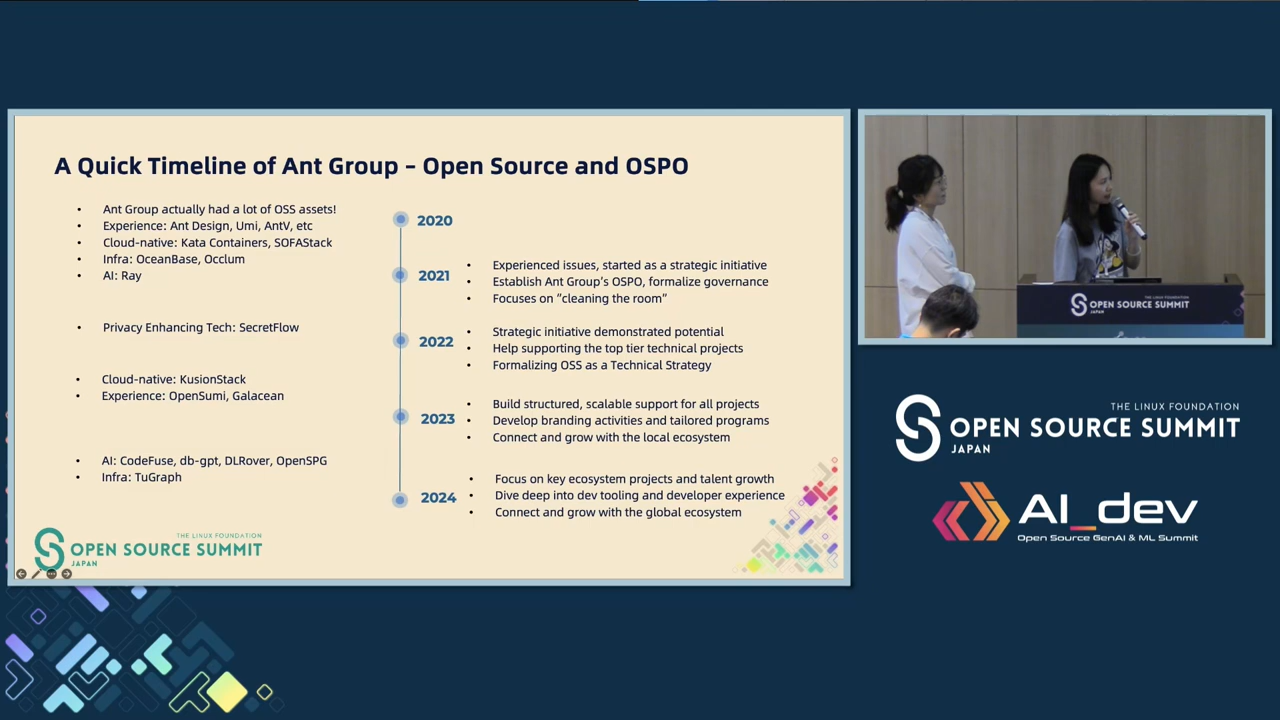 A Quick Timeline of Ant Group – Open Source and OSPO
• Ant Group actually had a lot of OSS assets!
• Experience: Ant Design, Umi, AntV, etc
• Cloud-native: Kata Containers, SOFAStack
• Infra: OceanBase, Occlum
• AI: Ray
• Privacy Enhancing Tech: SecretFlow
• Cloud-native: KusionStack
• Experience: OpenSumi, Galacean
• AI: CodeFuse, db-gpt, DLRover, OpenSPG
• Infra: TuGraph
2020
2021
• Experienced issues, started as a strategic initiative
• Establish Ant Group's OSPO, formalize governance
• Focuses on "cleaning the room"
2022
• Strategic initiative demonstrated potential
• Help supporting the top tier technical projects
• Formalizing OSS as a Technical Strategy
2023
• Build structured, scalable support for all projects
• Develop branding activities and tailored programs
• Connect and grow with the local ecosystem
2024
• Focus on key ecosystem projects and talent growth
• Dive deep into dev tooling and developer experience
• Connect and grow with the global ecosystem
THE LINUX FOUNDATION
OPEN SOURCE SUMMIT
JAPAN
THE LINUX FOUNDATION
OPEN SOURCE SUMMIT
JAPAN
THE LINUX FOUNDATION
OPEN SOURCE SUMMIT
JAPAN
AI_dev
Open Source GenAI & ML Summit